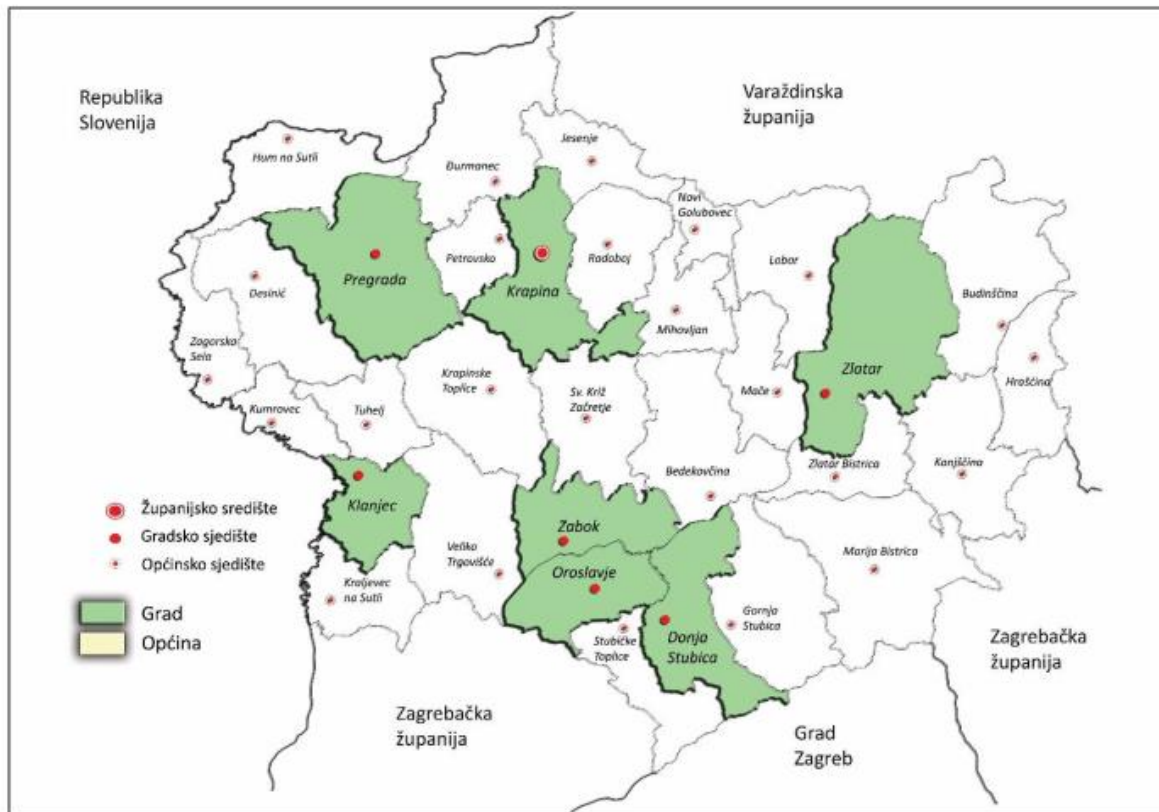 Republika
Slovenija
Varaždinska
županija
Hum na Sutli
Đurmanec
Jesenje
Novi
Golubovec
Petrovsko
Radoboj
Lobor
Pregrada
Krapina
Desinić
Mihovljan
Budinščina
Zagorska
Sela
Krapinske
Toplice
Zlatar
Hrašćina
Mače
Kumrovec
Tuhelj
Sv. Križ
Začretje
Bedekovčina
Zlatar Bistrica
Konjščina
Klanjec
Županijsko središte
Gradsko sjedište
Općinsko sjedište
Zabok
Veliko
Trgovišće
Oroslavje
Marija Bistrica
Kraljevec
na Sutli
Grad
Općina
Stubičke
Toplice
Donja
Stubica
Gornja
Stubica
Zagrebačka
županija
Zagrebačka
županija
Grad
Zagreb